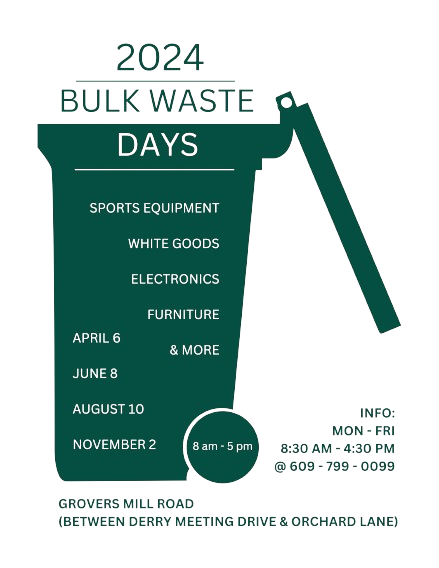 2024
BULK WASTE
DAYS
SPORTS EQUIPMENT
WHITE GOODS
ELECTRONICS
FURNITURE
& MORE
APRIL 6
JUNE 8
AUGUST 10
NOVEMBER 2
8 am - 5 pm
INFO:
MON - FRI
8:30 AM - 4:30 PM
@ 609 - 799 - 0099
GROVERS MILL ROAD
(BETWEEN DERRY MEETING DRIVE & ORCHARD LANE)